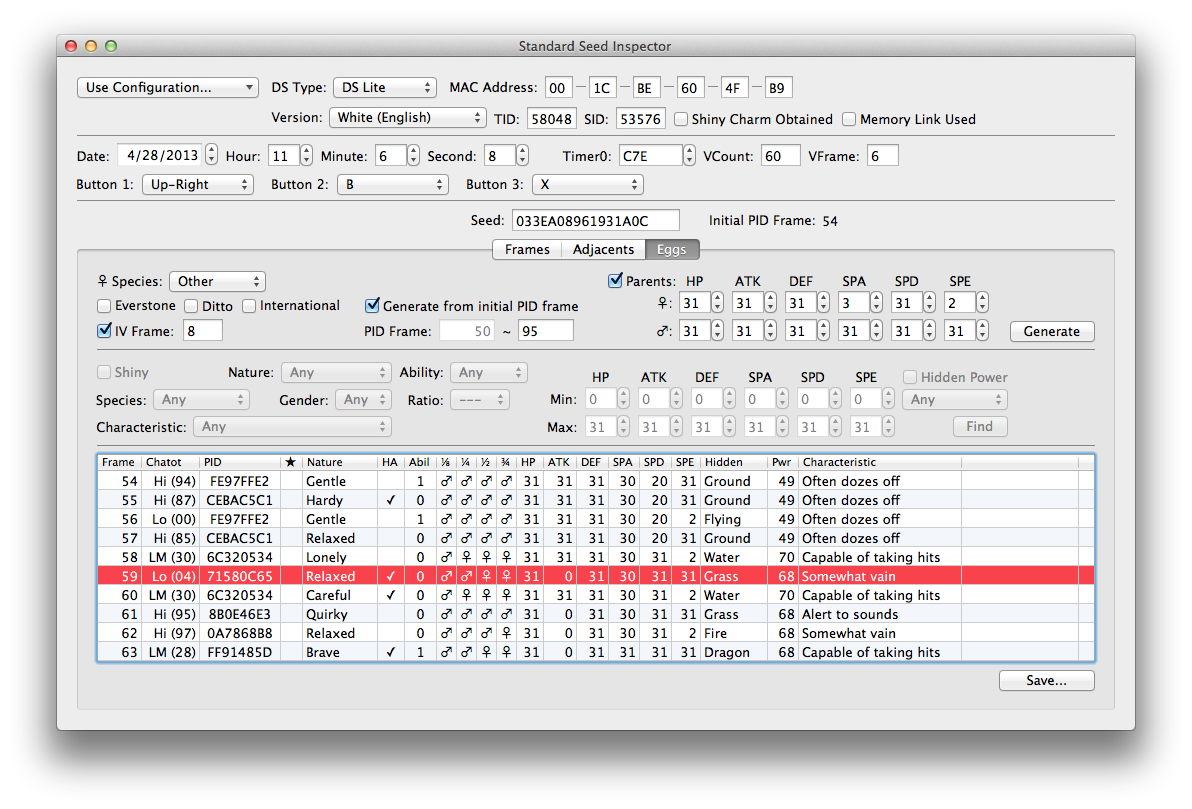 Standard Seed Inspector
Use Configuration... DS Type: DS Lite MAC Address: 00 — 1C — BE — 60 — 4F — B9
Version: White (English) TID: 58048 SID: 53576 Shiny Charm Obtained Memory Link Used
Date: 4/28/2013 Hour: 11 Minute: 6 Second: 8 Timer0: C7E VCount: 60 VFrame: 6
Button 1: Up-Right Button 2: B Button 3: X
Seed: 033EA08961931A0C Initial PID Frame: 54
Frames Adjacents Eggs
♀ Species: Other ✓ Parents: HP ATK DEF SPA SPD SPE
Everstone Ditto International ✓ Generate from initial PID frame ♀: 31 31 31 3 31 2
✓ IV Frame: 8 PID Frame: 50 ~ 95 ♂: 31 31 31 31 31 31 Generate
Shiny Nature: Any Ability: Any HP ATK DEF SPA SPD SPE Hidden Power
Species: Any Gender: Any Ratio: --- Min: 0 0 0 0 0 0 Any
Characteristic: Any Max: 31 31 31 31 31 31 Find
Frame Chatot PID ★ Nature HA Abil ⅛ ¼ ½ ¾ HP ATK DEF SPA SPD SPE Hidden Pwr Characteristic
54 Hi (94) FE97FFE2 Gentle 1 ♂ ♂ ♂ ♂ 31 31 31 30 20 31 Ground 49 Often dozes off
55 Hi (87) CEBAC5C1 Hardy ✓ 0 ♂ ♂ ♂ ♂ 31 31 31 30 20 31 Ground 49 Often dozes off
56 Lo (00) FE97FFE2 Gentle 1 ♂ ♂ ♂ ♂ 31 31 31 30 20 2 Flying 49 Often dozes off
57 Hi (85) CEBAC5C1 Relaxed 0 ♂ ♂ ♂ ♂ 31 31 31 30 20 31 Ground 49 Often dozes off
58 LM (30) 6C320534 Lonely 0 ♂ ♀ ♀ ♀ 31 31 31 30 31 2 Water 70 Capable of taking hits
59 Lo (04) 71580C65 Relaxed ✓ 0 ♂ ♂ ♀ ♀ 31 0 31 30 31 31 Grass 68 Somewhat vain
60 LM (30) 6C320534 Careful ✓ 0 ♂ ♀ ♀ ♀ 31 31 31 30 31 2 Water 70 Capable of taking hits
61 Hi (95) 8B0E46E3 Quirky 0 ♂ ♂ ♂ ♂ 31 0 31 30 31 31 Grass 68 Alert to sounds
62 Hi (97) 0A7868B8 Relaxed 0 ♂ ♂ ♂ ♀ 31 0 31 30 31 2 Fire 68 Somewhat vain
63 LM (28) FF91485D Brave ✓ 1 ♂ ♂ ♀ ♀ 31 0 31 31 31 31 Dragon 68 Capable of taking hits
Save...